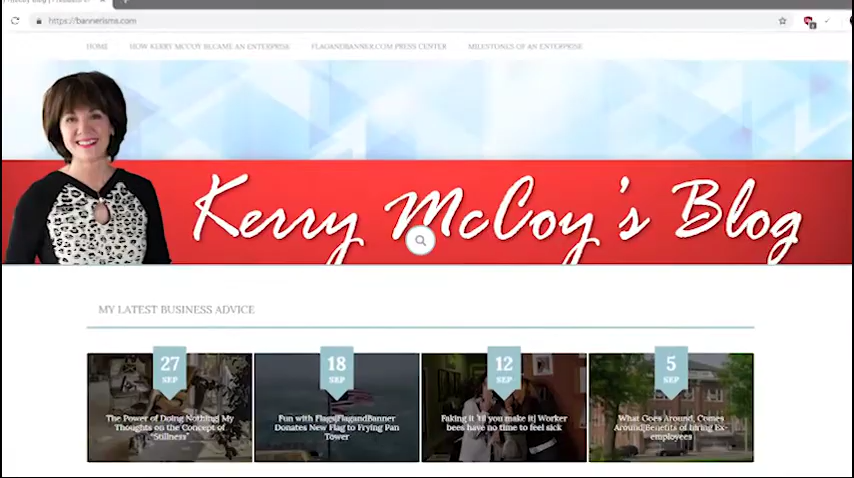 https://bannerisms.com
HOME HOW KERRY MCCOY BECAME AN ENTERPRISE FLAGANDBANNER.COM PRESS CENTER MILESTONES OF AN ENTERPRISE
Kerry McCoy's Blog
MY LATEST BUSINESS ADVICE
27
SEP
The Power of Doing Nothing| My
Thoughts on the Concept of
"Stillness"
18
SEP
Fun with Flags|FlagandBanner
Donates New Flag to Frying Pan
Tower
12
SEP
Faking it 'til you make it| Worker
bees have no time to feel sick
5
SEP
What Goes Around, Comes
Around|Benefits of hiring Ex-
employees